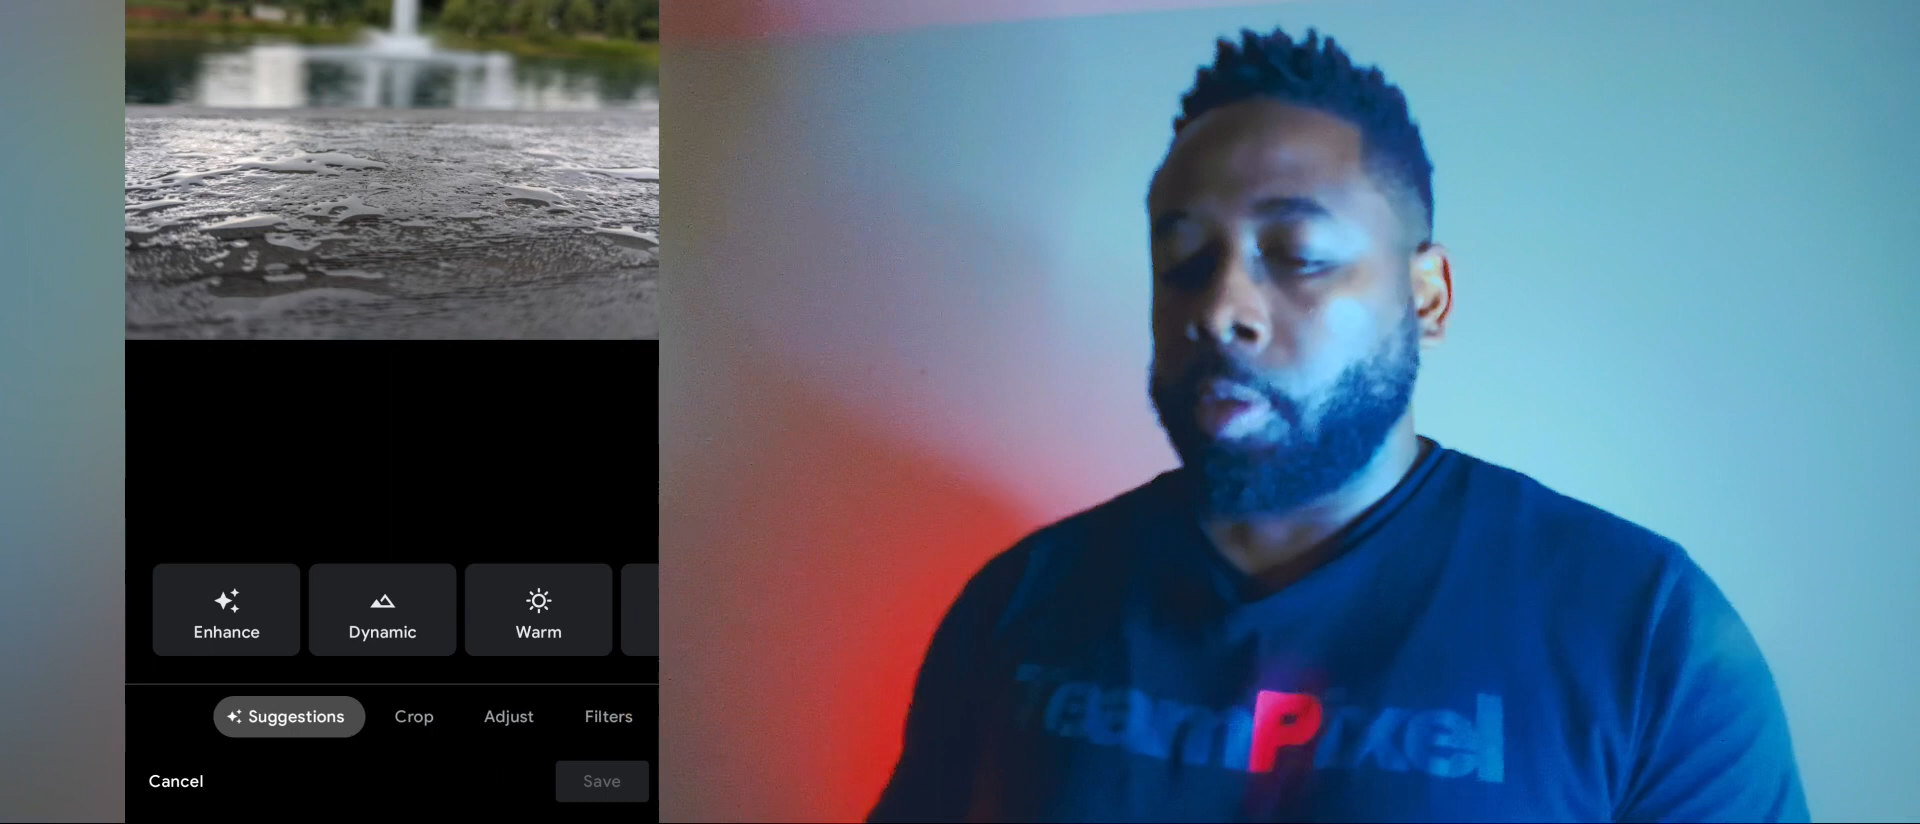 Enhance
Dynamic
Warm
Suggestions
Crop
Adjust
Filters
Cancel
Save
TeamPixel